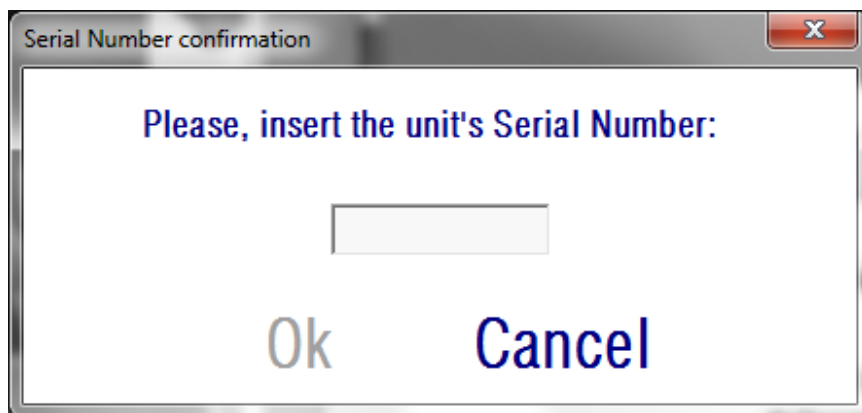 Serial Number confirmation
Please, insert the unit's Serial Number:
Ok Cancel